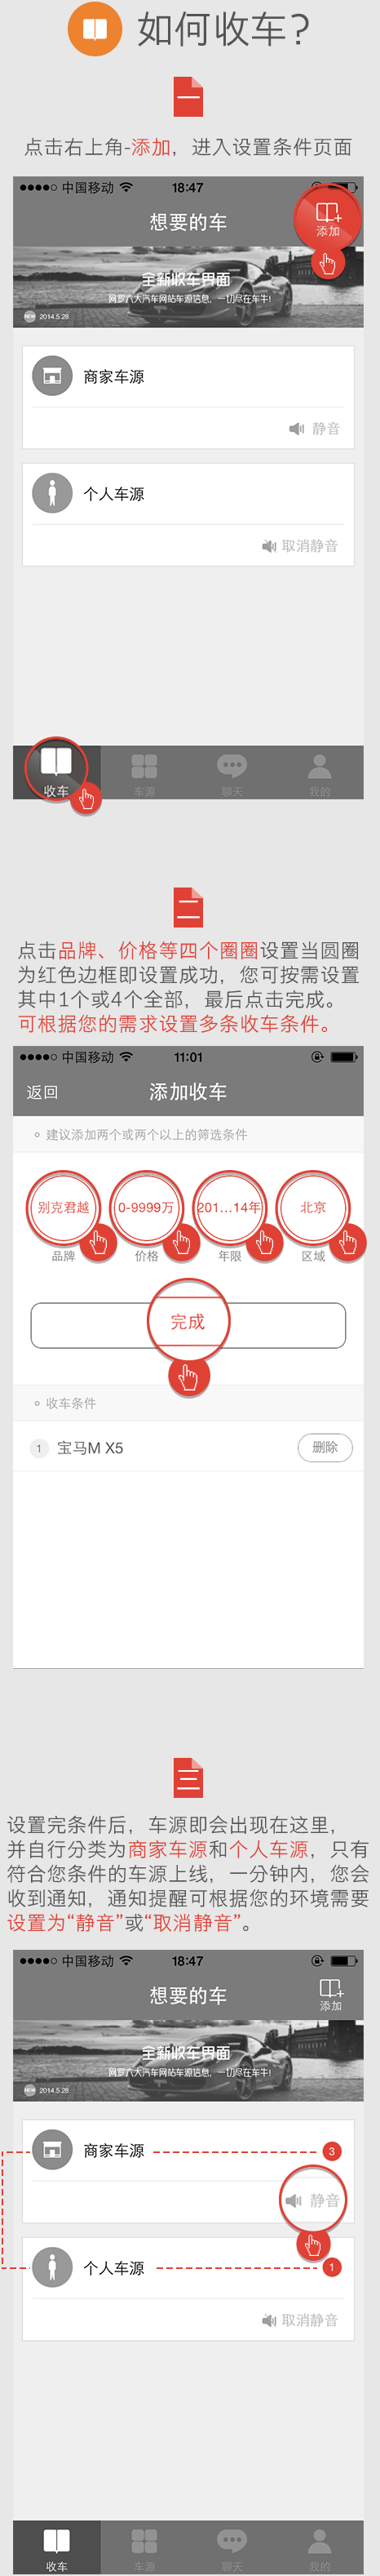 如何收车？
点击右上角-添加，进入设置条件页面
中国移动 18:47
想要的车
添加
全新收车界面
网罗八大汽车网站车源信息，一切尽在车牛!
NEW 2014.5.28
商家车源
静音
个人车源
取消静音
收车 车源 聊天 我的
点击品牌、价格等四个圈圈设置当圆圈
为红色边框即设置成功，您可按需设置
其中1个或4个全部，最后点击完成。
可根据您的需求设置多条收车条件。
中国移动 11:01
返回 添加收车
建议添加两个或两个以上的筛选条件
别克君越 0-9999万 201...14年 北京
品牌 价格 年限 区域
完成
收车条件
1 宝马M X5 删除
设置完条件后，车源即会出现在这里，
并自行分类为商家车源和个人车源，只有
符合您条件的车源上线，一分钟内，您会
收到通知，通知提醒可根据您的环境需要
设置为“静音”或“取消静音”。
中国移动 18:47
想要的车
添加
全新收车界面
网罗八大汽车网站车源信息，一切尽在车牛!
NEW 2014.5.28
商家车源 3
静音
个人车源 1
取消静音
收车 车源 聊天 我的